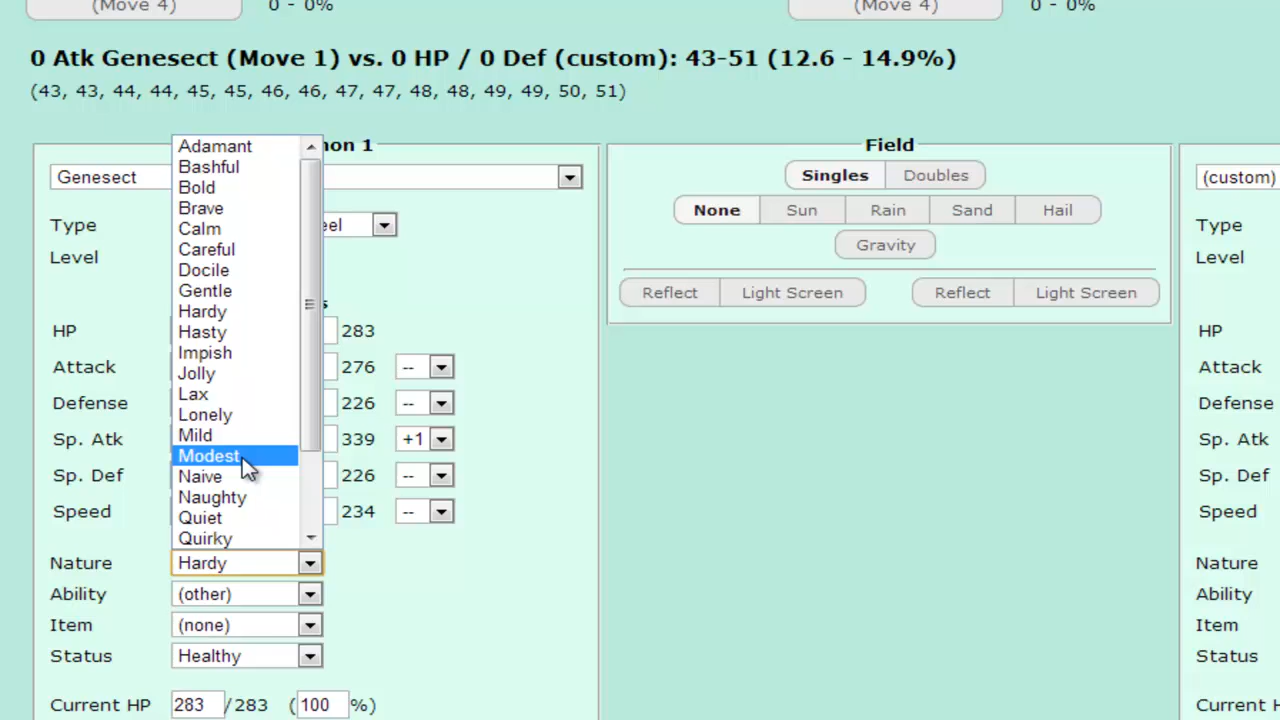 (Move 4) 0 - 0% (Move 4) 0 - 0%
0 Atk Genesect (Move 1) vs. 0 HP / 0 Def (custom): 43-51 (12.6 - 14.9%)
(43, 43, 44, 44, 45, 45, 46, 46, 47, 47, 48, 48, 49, 49, 50, 51)
Adamant
Bashful
Bold
Brave
Calm
Careful
Docile
Gentle
Hardy
Hasty
Impish
Jolly
Lax
Lonely
Mild
Modest
Naive
Naughty
Quiet
Quirky
mon 1
Genesect
Type eel
Level
s
HP 283
Attack 276 --
Defense 226 --
Sp. Atk 339 +1
Sp. Def 226 --
Speed 234 --
Nature Hardy
Ability (other)
Item (none)
Status Healthy
Current HP 283 /283 (100 %)
Field
Singles Doubles
None Sun Rain Sand Hail
Gravity
Reflect Light Screen Reflect Light Screen
(custom)
Type
Level
HP
Attack
Defense
Sp. Atk
Sp. Def
Speed
Nature
Ability
Item
Status
Current H